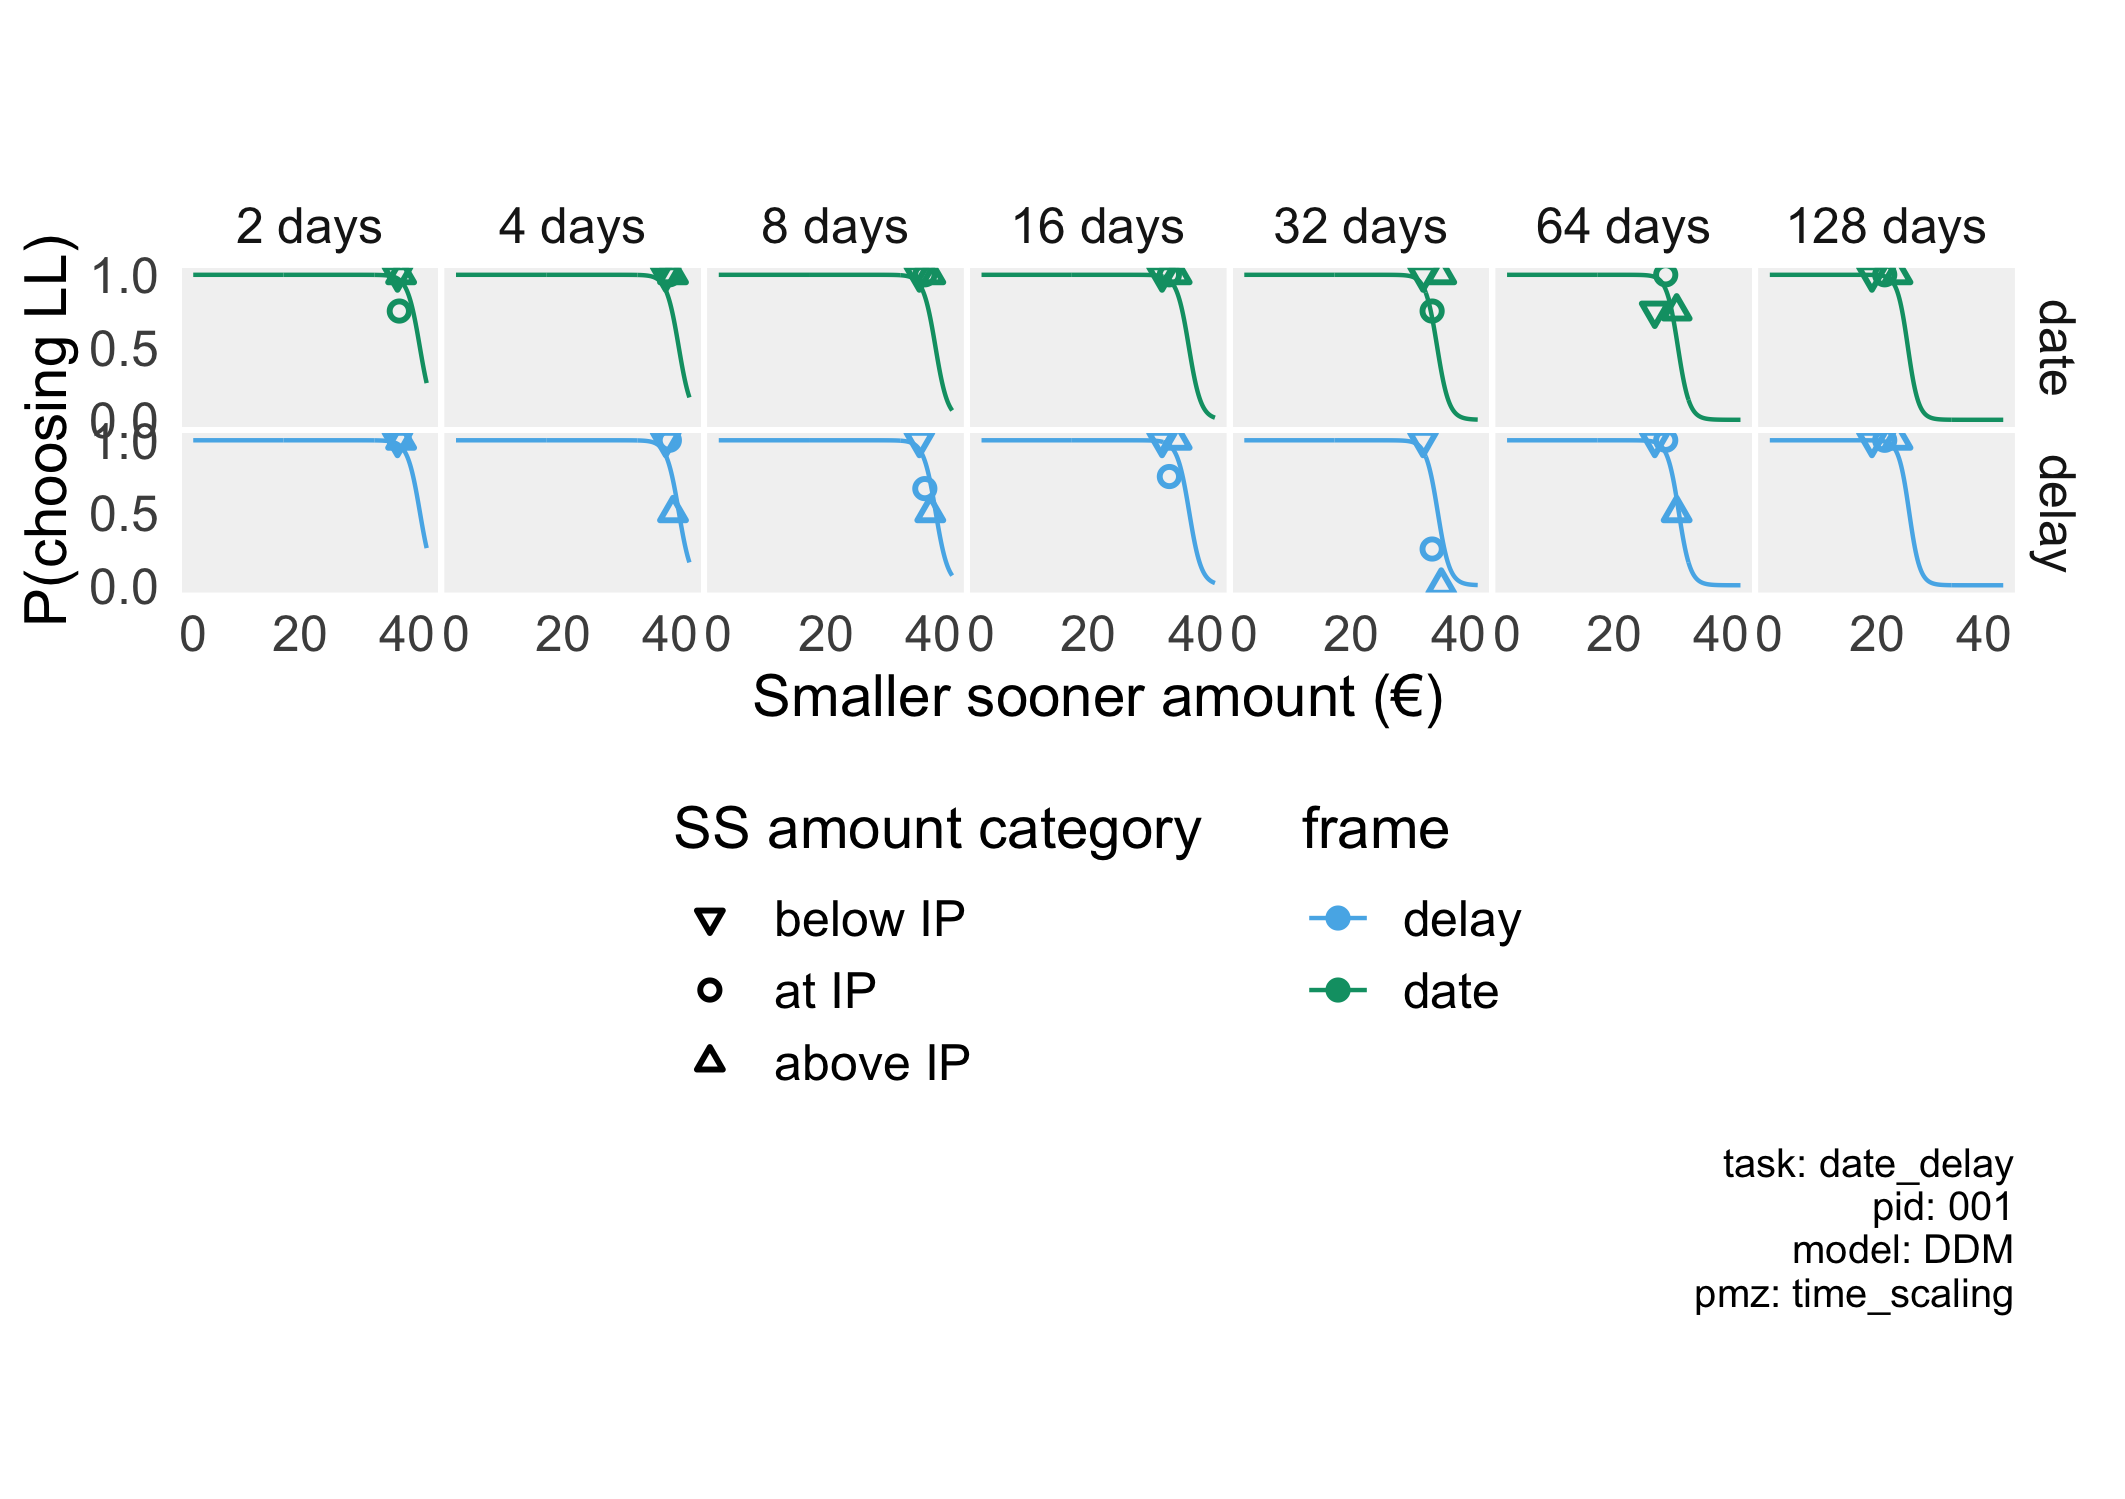 2 days 4 days 8 days 16 days 32 days 64 days 128 days
P(choosing LL)
1.0
0.5
0.0
date
1.0
0.5
0.0
delay
0 20 40 0 20 40 0 20 40 0 20 40 0 20 40 0 20 40 0 20 40
Smaller sooner amount (€)
SS amount category
below IP
at IP
above IP
frame
delay
date
task: date_delay
pid: 001
model: DDM
pmz: time_scaling